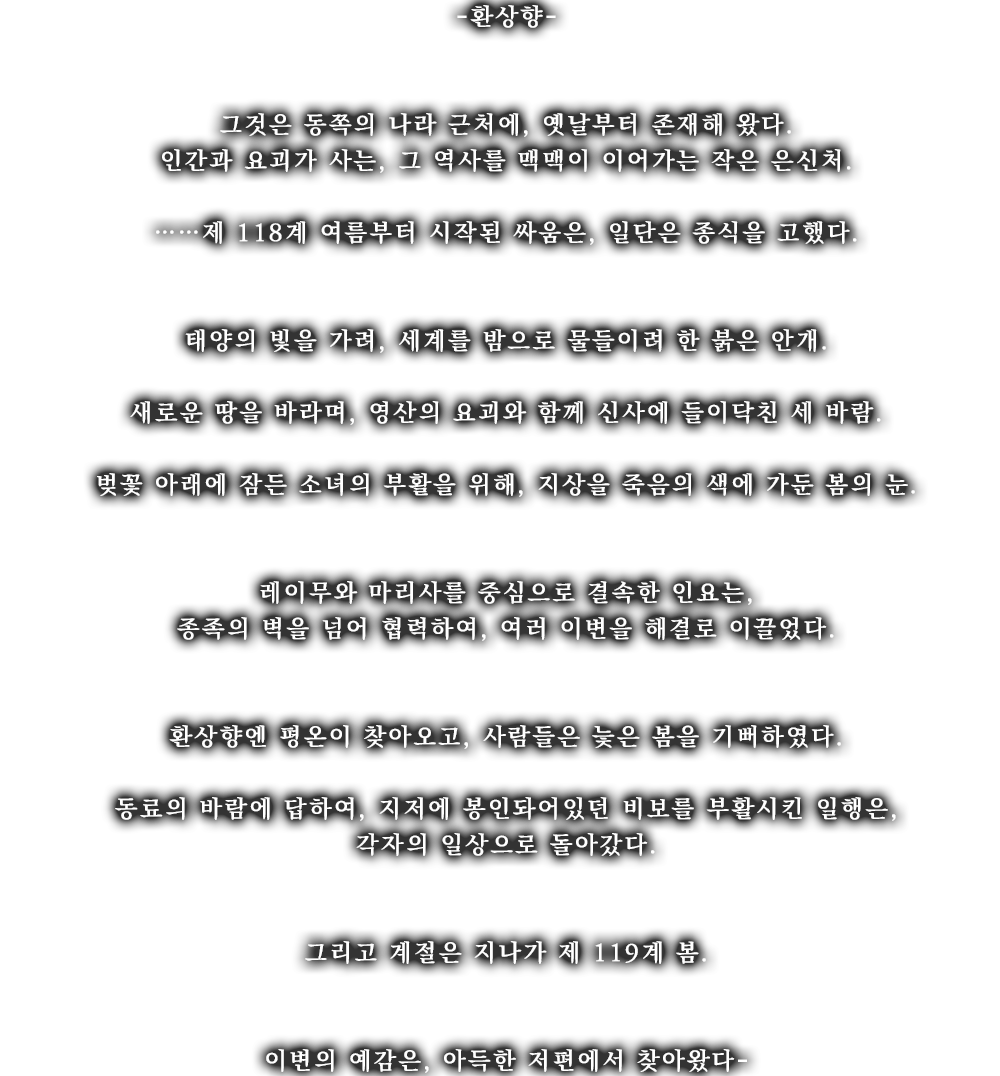 -환상향-
그것은 동쪽의 나라 근처에, 옛날부터 존재해 왔다.
인간과 요괴가 사는, 그 역사를 맥맥이 이어가는 작은 은신처.
……제 118계 여름부터 시작된 싸움은, 일단은 종식을 고했다.
태양의 빛을 가려, 세계를 밤으로 물들이려 한 붉은 안개.
새로운 땅을 바라며, 영산의 요괴와 함께 신사에 들이닥친 세 바람.
벚꽃 아래에 잠든 소녀의 부활을 위해, 지상을 죽음의 색에 가둔 봄의 눈.
레이무와 마리사를 중심으로 결속한 인요는,
종족의 벽을 넘어 협력하여, 여러 이변을 해결로 이끌었다.
환상향엔 평온이 찾아오고, 사람들은 늦은 봄을 기뻐하였다.
동료의 바람에 답하여, 지저에 봉인돠어있던 비보를 부활시킨 일행은,
각자의 일상으로 돌아갔다.
그리고 계절은 지나가 제 119계 봄.
이변의 예감은, 아득한 저편에서 찾아왔다-